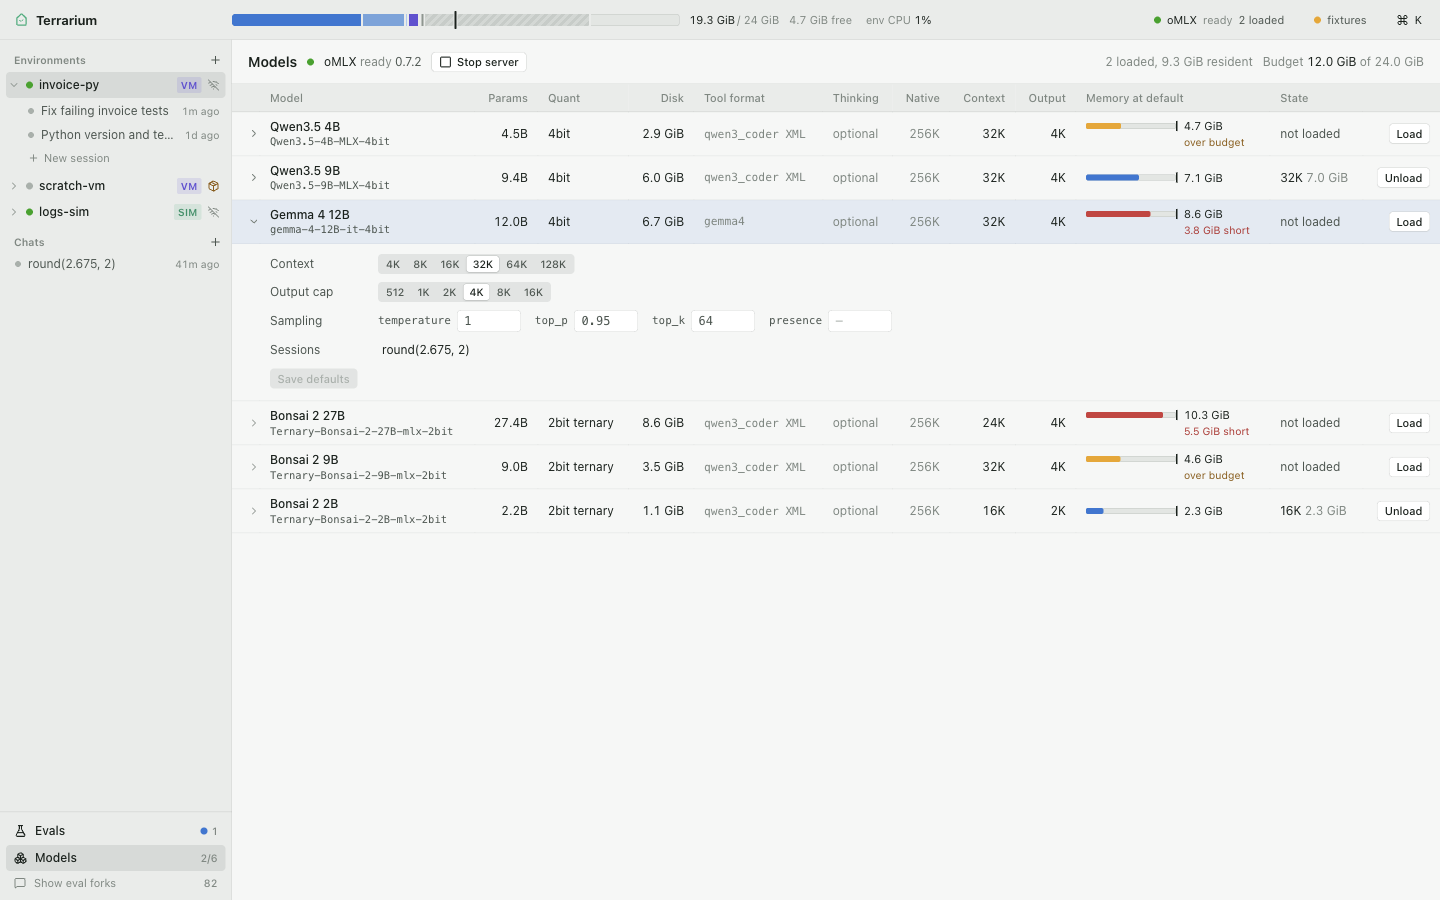 Terrarium
19.3 GiB / 24 GiB 4.7 GiB free env CPU 1%
oMLX ready 2 loaded fixtures ⌘ K
Environments +
invoice-py VM
Fix failing invoice tests 1m ago
Python version and te... 1d ago
+ New session
scratch-vm VM
logs-sim SIM
Chats +
round(2.675, 2) 41m ago
Evals 1
Models 2/6
Show eval forks 82
Models oMLX ready 0.7.2 Stop server 2 loaded, 9.3 GiB resident Budget 12.0 GiB of 24.0 GiB
Model Params Quant Disk Tool format Thinking Native Context Output Memory at default State
Qwen3.5 4B 4.5B 4bit 2.9 GiB qwen3_coder XML optional 256K 32K 4K 4.7 GiB not loaded Load
Qwen3.5-4B-MLX-4bit over budget
Qwen3.5 9B 9.4B 4bit 6.0 GiB qwen3_coder XML optional 256K 32K 4K 7.1 GiB 32K 7.0 GiB Unload
Qwen3.5-9B-MLX-4bit
Gemma 4 12B 12.0B 4bit 6.7 GiB gemma4 optional 256K 32K 4K 8.6 GiB not loaded Load
gemma-4-12B-it-4bit 3.8 GiB short
Context 4K 8K 16K 32K 64K 128K
Output cap 512 1K 2K 4K 8K 16K
Sampling temperature 1 top_p 0.95 top_k 64 presence —
Sessions round(2.675, 2)
Save defaults
Bonsai 2 27B 27.4B 2bit ternary 8.6 GiB qwen3_coder XML optional 256K 24K 4K 10.3 GiB not loaded Load
Ternary-Bonsai-2-27B-mlx-2bit 5.5 GiB short
Bonsai 2 9B 9.0B 2bit ternary 3.5 GiB qwen3_coder XML optional 256K 32K 4K 4.6 GiB not loaded Load
Ternary-Bonsai-2-9B-mlx-2bit over budget
Bonsai 2 2B 2.2B 2bit ternary 1.1 GiB qwen3_coder XML optional 256K 16K 2K 2.3 GiB 16K 2.3 GiB Unload
Ternary-Bonsai-2-2B-mlx-2bit